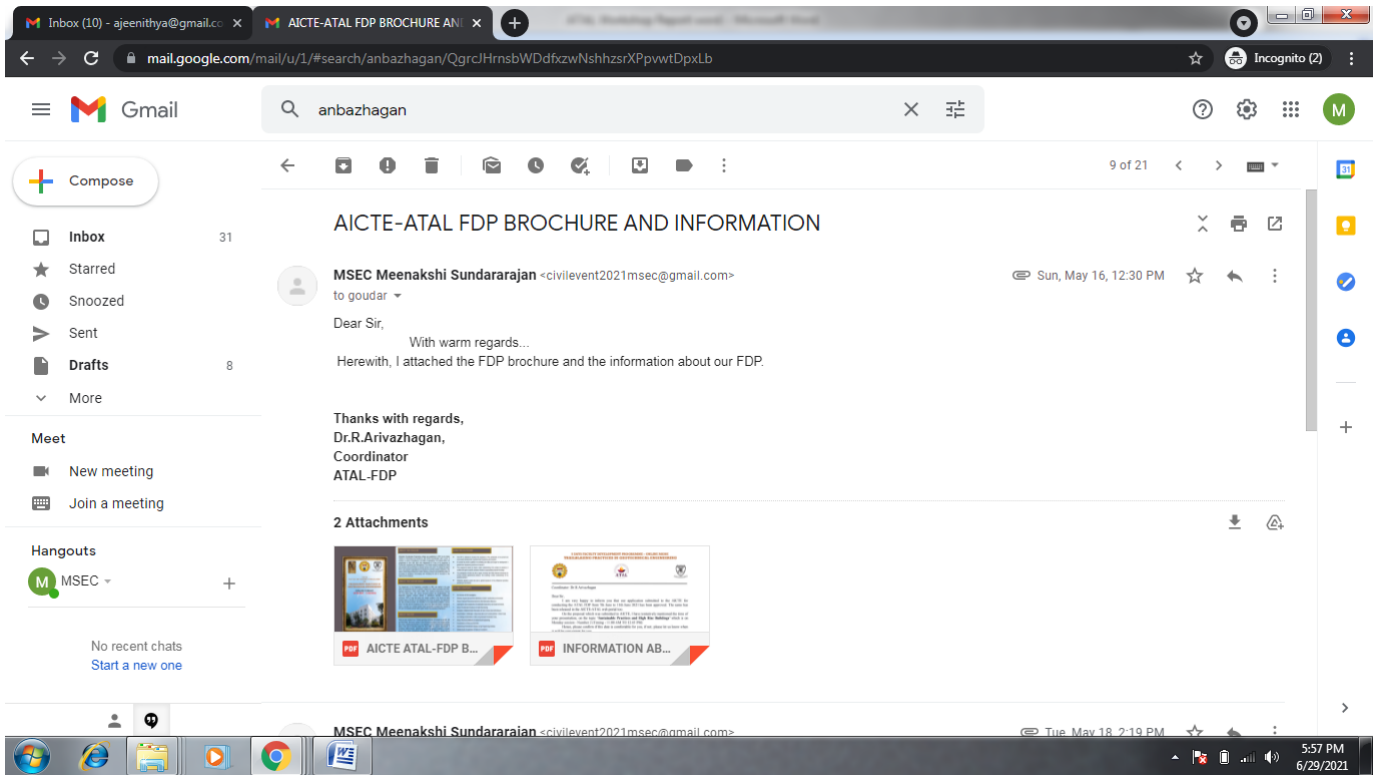 Inbox (10) - ajeenithya@gmail.co
AICTE-ATAL FDP BROCHURE AN
mail.google.com/mail/u/1/#search/anbazhagan/QgrcJHrnsbWDdfxzwNshhzsrXPpvwtDpxLb
Incognito (2)
Gmail
anbazhagan
M
Compose
9 of 21
31
Inbox 31
Starred
Snoozed
Sent
Drafts 8
More
Meet
New meeting
Join a meeting
Hangouts
M MSEC
No recent chats
Start a new one
AICTE-ATAL FDP BROCHURE AND INFORMATION
MSEC Meenakshi Sundararajan <civilevent2021msec@gmail.com>
Sun, May 16, 12:30 PM
to goudar
Dear Sir,
With warm regards...
Herewith, I attached the FDP brochure and the information about our FDP.
Thanks with regards,
Dr.R.Arivazhagan,
Coordinator
ATAL-FDP
2 Attachments
PDF AICTE ATAL-FDP B...
PDF INFORMATION AB...
MSEC Meenakshi Sundararajan <civilevent2021msec@gmail.com>
Tue, May 18, 2:19 PM
5:57 PM
6/29/2021